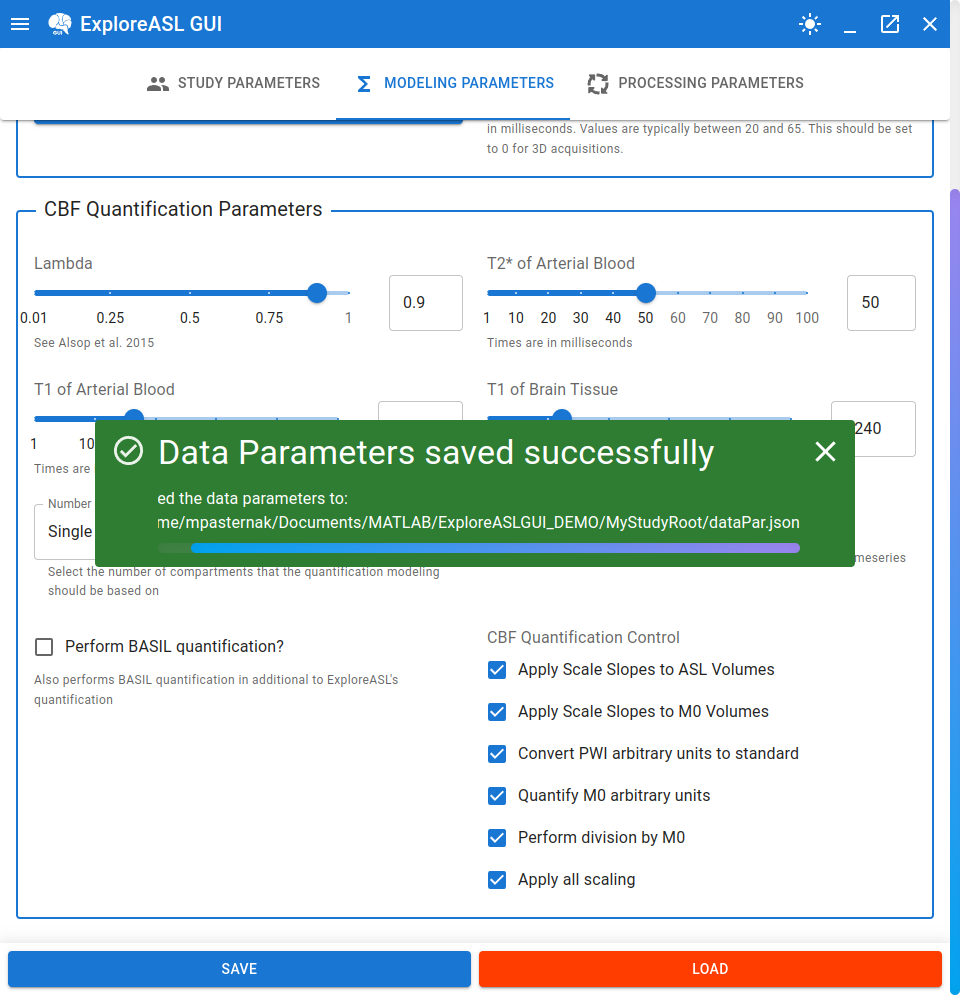 GUI
ExploreASL GUI
STUDY PARAMETERS
MODELING PARAMETERS
PROCESSING PARAMETERS
in milliseconds. Values are typically between 20 and 65. This should be set
to 0 for 3D acquisitions.
CBF Quantification Parameters
Lambda
0.9
0.01 0.25 0.5 0.75 1
See Alsop et al. 2015
T2* of Arterial Blood
50
1 10 20 30 40 50 60 70 80 90 100
Times are in milliseconds
T1 of Arterial Blood
1 10
Times are
T1 of Brain Tissue
240
Data Parameters saved successfully
ed the data parameters to:
me/mpasternak/Documents/MATLAB/ExploreASLGUI_DEMO/MyStudyRoot/dataPar.json
Number
Single
Select the number of compartments that the quantification modeling
should be based on
meseries
Perform BASIL quantification?
Also performs BASIL quantification in additional to ExploreASL's
quantification
CBF Quantification Control
Apply Scale Slopes to ASL Volumes
Apply Scale Slopes to M0 Volumes
Convert PWI arbitrary units to standard
Quantify M0 arbitrary units
Perform division by M0
Apply all scaling
SAVE
LOAD